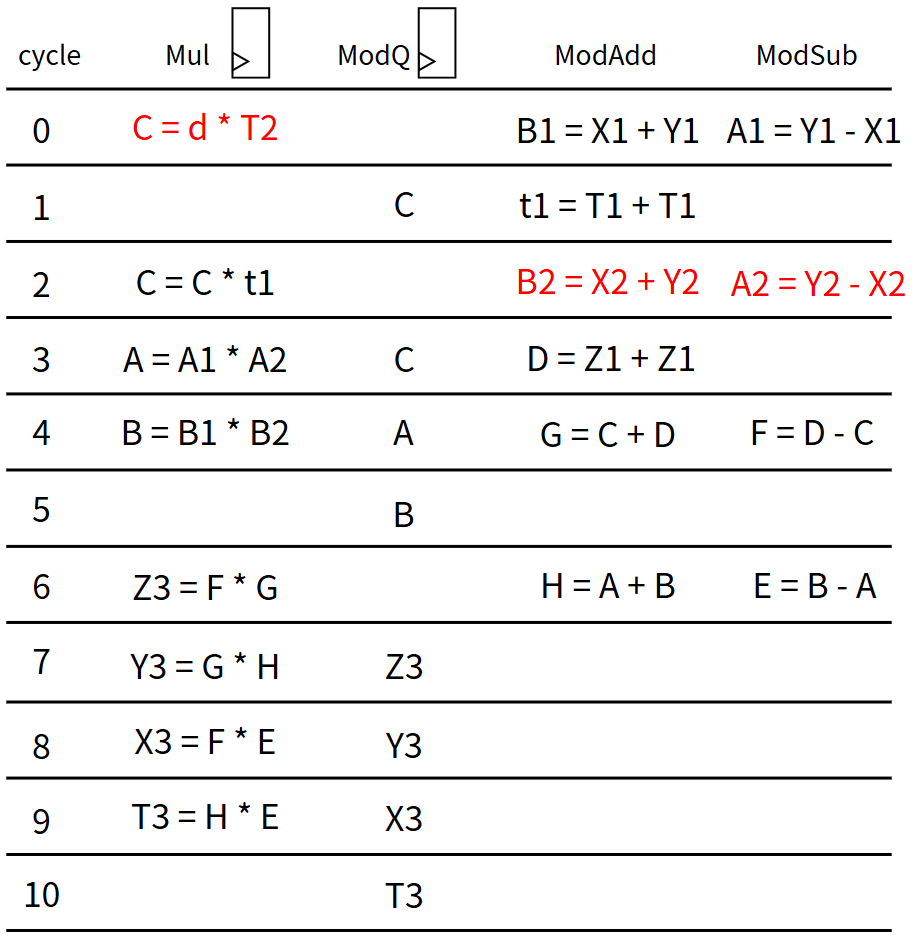 cycle Mul ModQ ModAdd ModSub
0 C = d * T2 B1 = X1 + Y1 A1 = Y1 - X1
1 C t1 = T1 + T1
2 C = C * t1 B2 = X2 + Y2 A2 = Y2 - X2
3 A = A1 * A2 C D = Z1 + Z1
4 B = B1 * B2 A G = C + D F = D - C
5 B
6 Z3 = F * G H = A + B E = B - A
7 Y3 = G * H Z3
8 X3 = F * E Y3
9 T3 = H * E X3
10 T3